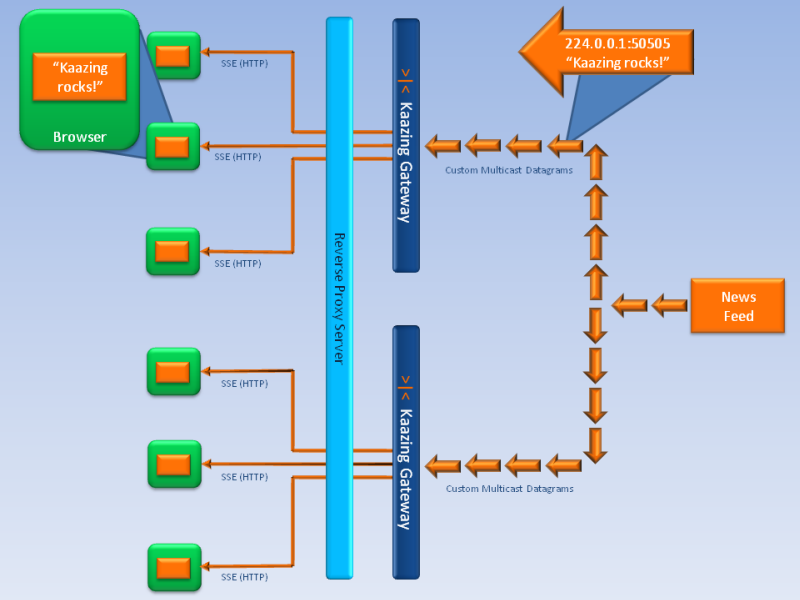 “Kaazing
rocks!”
Browser
SSE (HTTP)
SSE (HTTP)
SSE (HTTP)
SSE (HTTP)
SSE (HTTP)
SSE (HTTP)
Reverse Proxy Server
>|< Kaazing Gateway
>|< Kaazing Gateway
224.0.0.1:50505
“Kaazing rocks!”
Custom Multicast Datagrams
News
Feed
Custom Multicast Datagrams